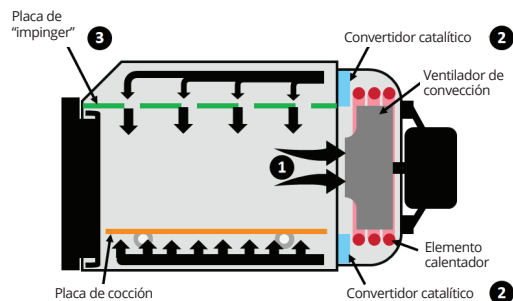 Placa de
“impinger”
3
Convertidor catalítico
2
Ventilador de
convección
1
Elemento
calentador
Placa de cocción
Convertidor catalítico
2